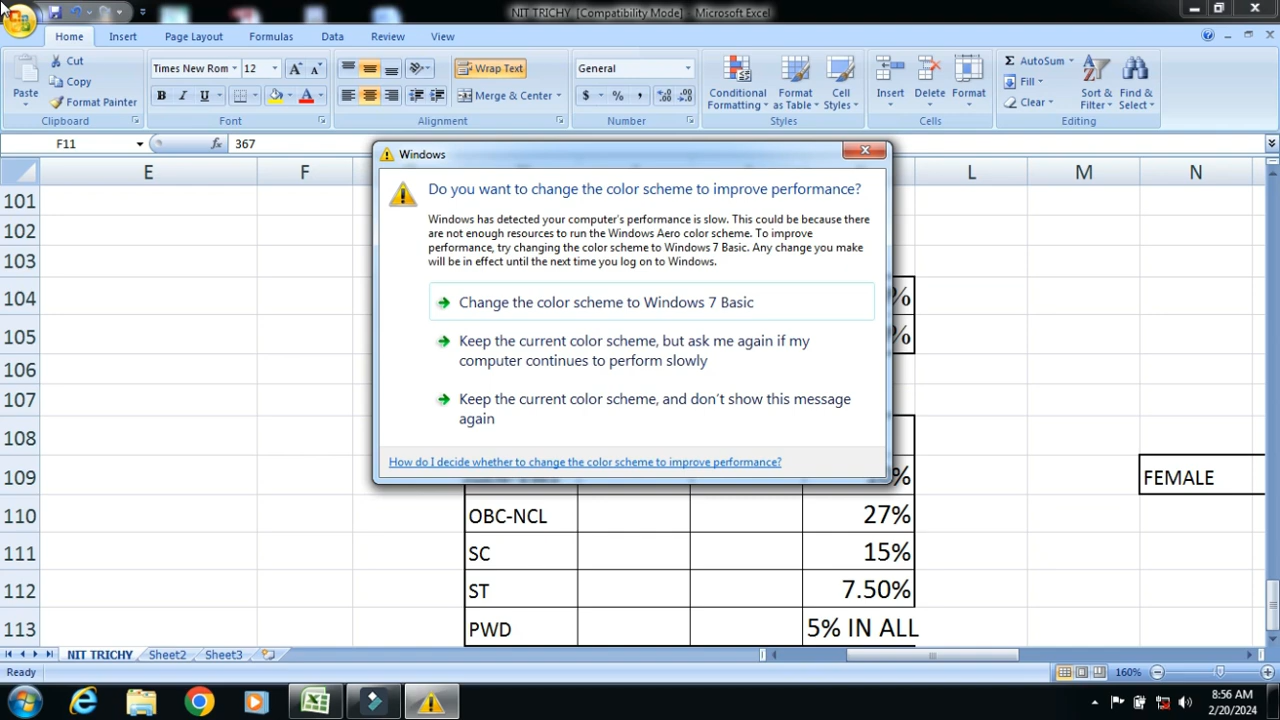 NIT TRICHY [Compatibility Mode] - Microsoft Excel
Home Insert Page Layout Formulas Data Review View
Paste
Cut
Copy
Format Painter
Clipboard
Times New Rom 12
B I U A
Font
Wrap Text
Merge & Center
Alignment
General
$ % ,
Number
Conditional Formatting
Format as Table
Cell Styles
Styles
Insert Delete Format
Cells
Σ AutoSum
Fill
Clear
Sort & Filter
Find & Select
Editing
F11 fx 367
E F L M N
101
102
103
104 %
105 %
106
107
108
109 % FEMALE
110 OBC-NCL 27%
111 SC 15%
112 ST 7.50%
113 PWD 5% IN ALL
Windows
Do you want to change the color scheme to improve performance?
Windows has detected your computer's performance is slow. This could be because there
are not enough resources to run the Windows Aero color scheme. To improve
performance, try changing the color scheme to Windows 7 Basic. Any change you make
will be in effect until the next time you log on to Windows.
Change the color scheme to Windows 7 Basic
Keep the current color scheme, but ask me again if my
computer continues to perform slowly
Keep the current color scheme, and don't show this message
again
How do I decide whether to change the color scheme to improve performance?
NIT TRICHY Sheet2 Sheet3
Ready 160%
8:56 AM
2/20/2024